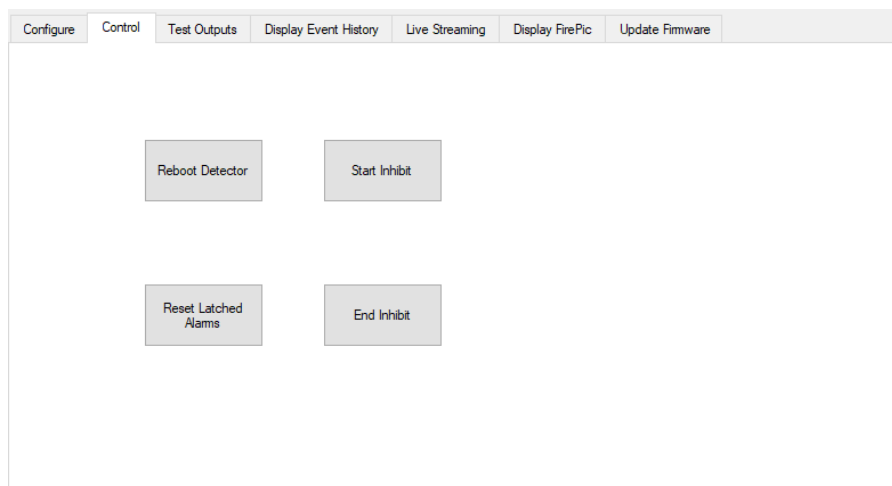 Configure Control Test Outputs Display Event History Live Streaming Display FirePic Update Firmware
Reboot Detector Start Inhibit
Reset Latched
Alarms
End Inhibit